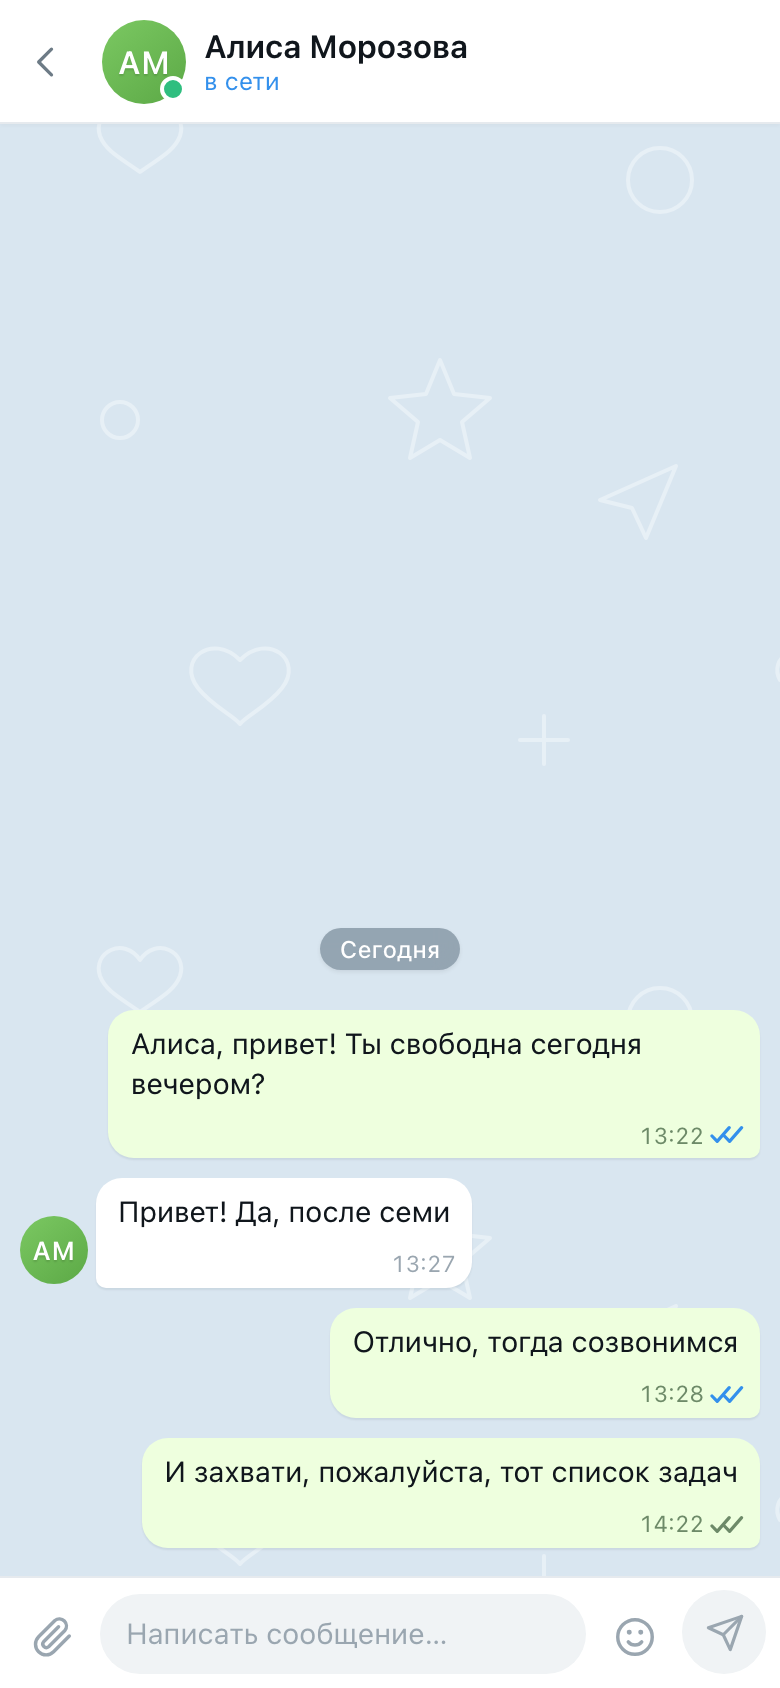 АМ
Алиса Морозова
в сети
Сегодня
Алиса, привет! Ты свободна сегодня
вечером?
13:22
Привет! Да, после семи
13:27
АМ
Отлично, тогда созвонимся
13:28
И захвати, пожалуйста, тот список задач
14:22
Написать сообщение...